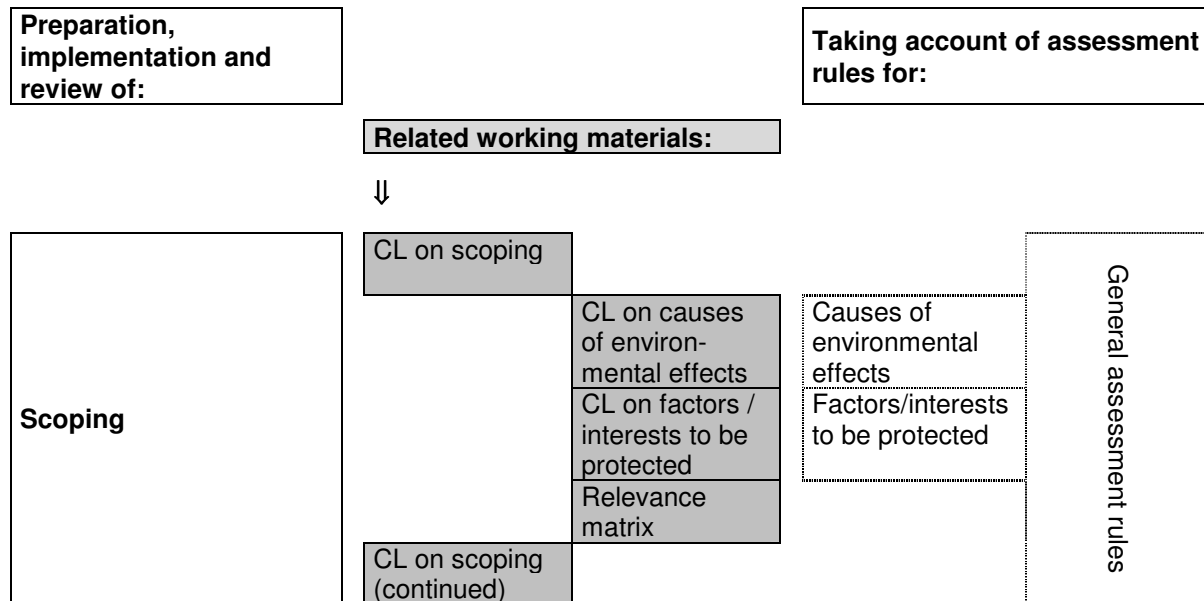 Preparation,
implementation and
review of:
Taking account of assessment
rules for:
Related working materials:
⇓
Scoping
CL on scoping
CL on causes
of environ-
mental effects
CL on factors /
interests to be
protected
Relevance
matrix
CL on scoping
(continued)
Causes of
environmental
effects
Factors/interests
to be protected
General assessment rules